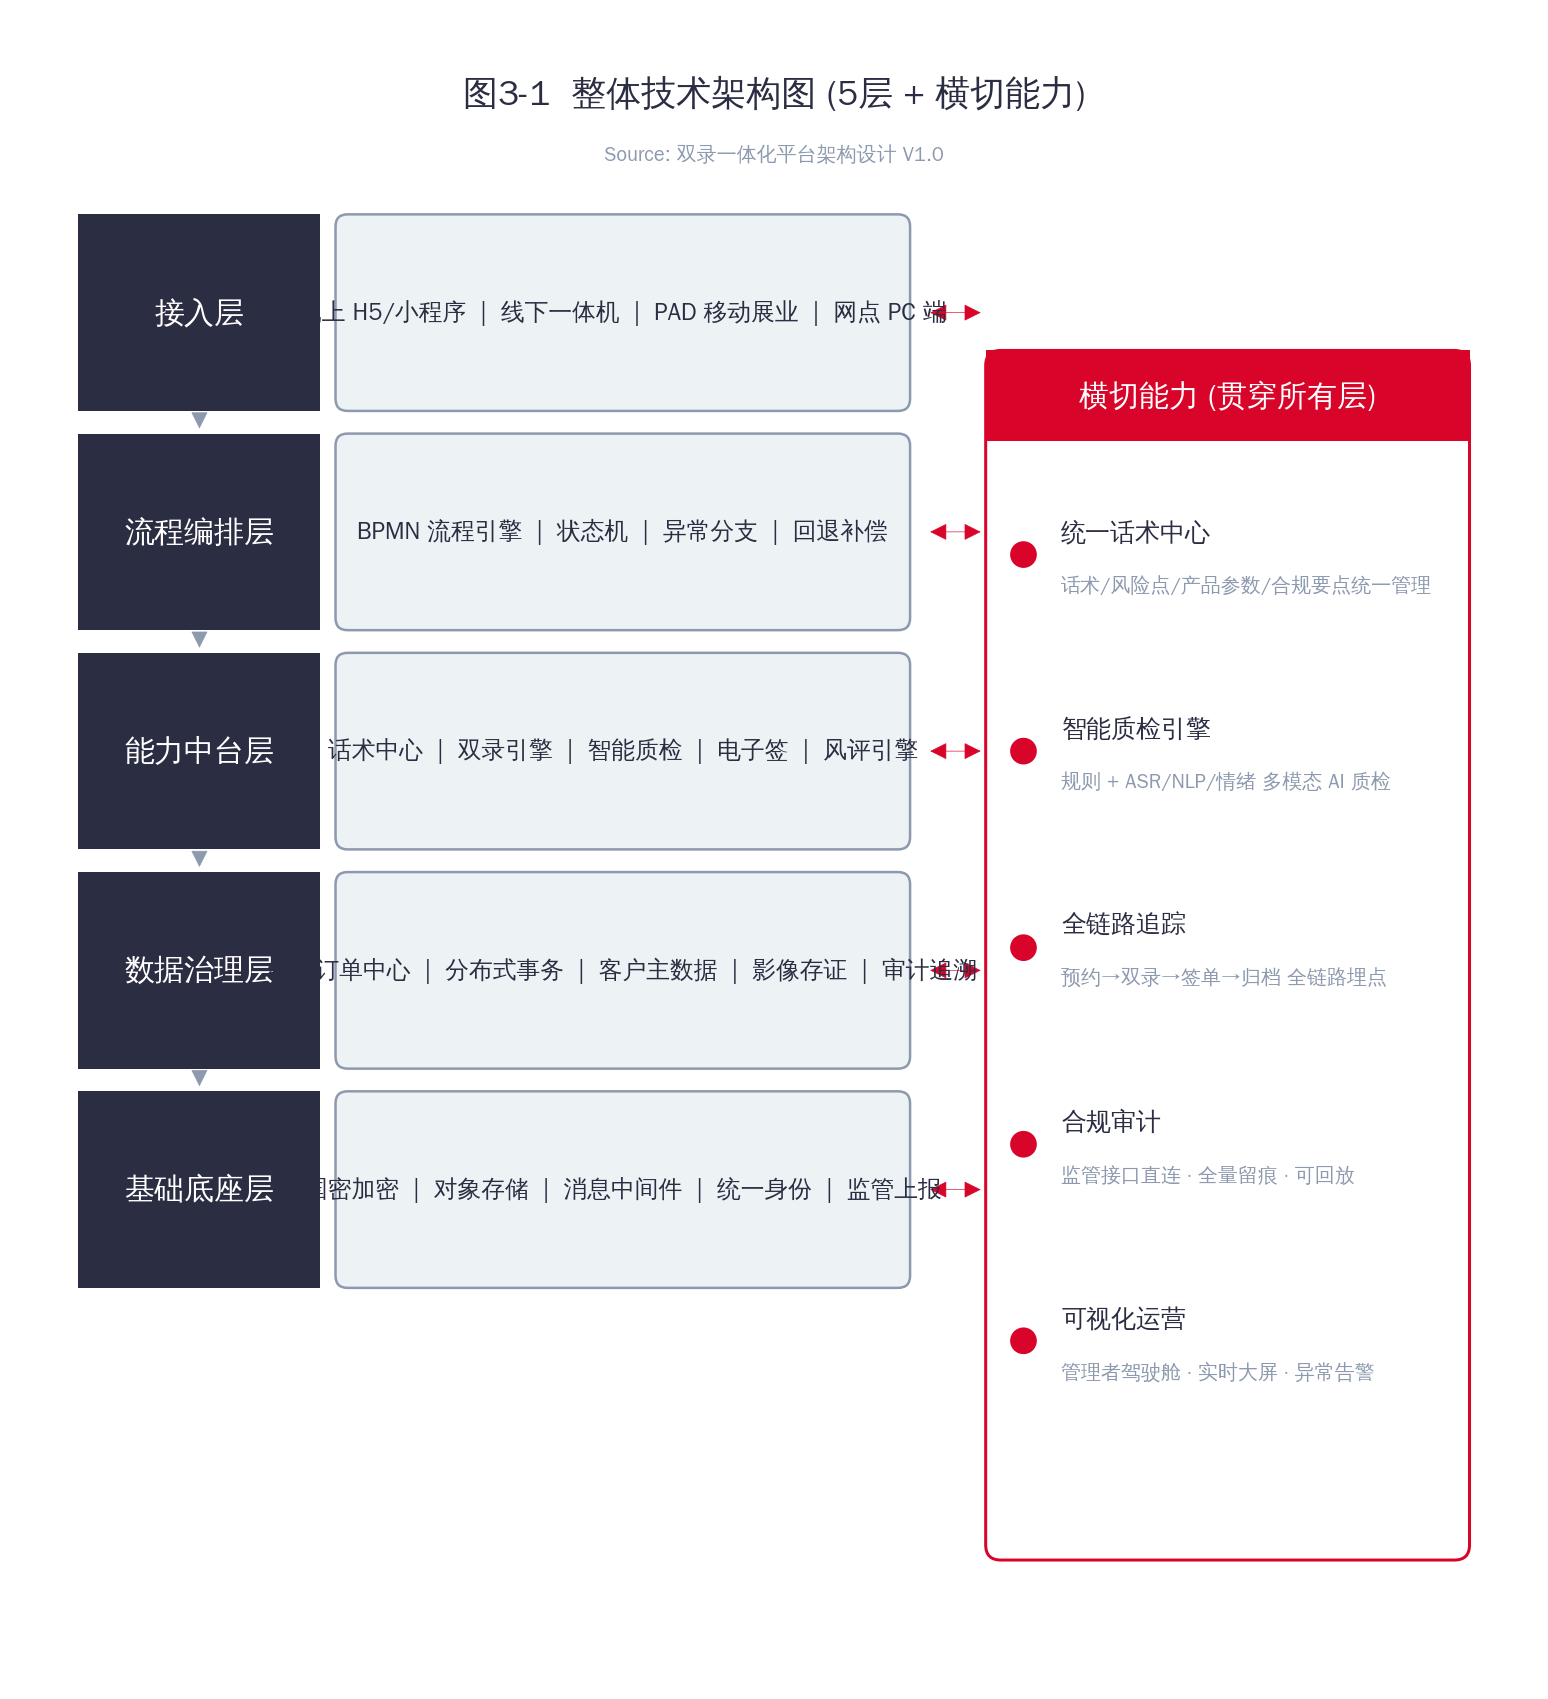 图3-1 整体技术架构图 (5层 + 横切能力)
Source: 双录一体化平台架构设计 V1.0
接入层
上 H5/小程序 | 线下一体机 | PAD 移动展业 | 网点 PC 端
流程编排层
BPMN 流程引擎 | 状态机 | 异常分支 | 回退补偿
能力中台层
话术中心 | 双录引擎 | 智能质检 | 电子签 | 风评引擎
数据治理层
订单中心 | 分布式事务 | 客户主数据 | 影像存证 | 审计追溯
基础底座层
密加密 | 对象存储 | 消息中间件 | 统一身份 | 监管上报
横切能力 (贯穿所有层)
统一话术中心
话术/风险点/产品参数/合规要点统一管理
智能质检引擎
规则 + ASR/NLP/情绪 多模态 AI 质检
全链路追踪
预约→双录→签单→归档 全链路埋点
合规审计
监管接口直连 · 全量留痕 · 可回放
可视化运营
管理者驾驶舱 · 实时大屏 · 异常告警